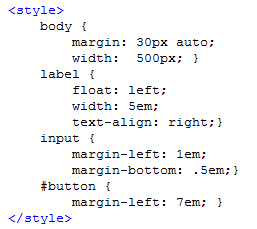 <style>
body {
margin: 30px auto;
width:  500px; }
label {
float: left;
width: 5em;
text-align: right;}
input {
margin-left: 1em;
margin-bottom: .5em;}
#button {
margin-left: 7em; }
</style>